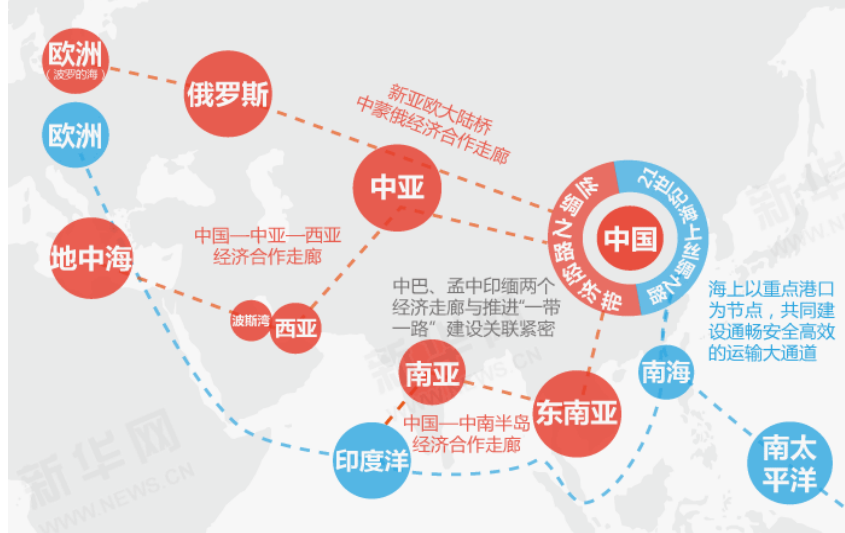 欧洲
（波罗的海）
俄罗斯
欧洲
新亚欧大陆桥
中蒙俄经济合作走廊
中亚
丝绸之路经济带
21世纪海上丝绸之路
中国
地中海
中国—中亚—西亚
经济合作走廊
波斯湾
西亚
中巴、孟中印缅两个
经济走廊与推进“一带
一路”建设关联紧密
海上以重点港口
为节点，共同建
设通畅安全高效
的运输大通道
南亚
南海
东南亚
中国—中南半岛
经济合作走廊
印度洋
南太
平洋
新华网
WWW.NEWS.CN